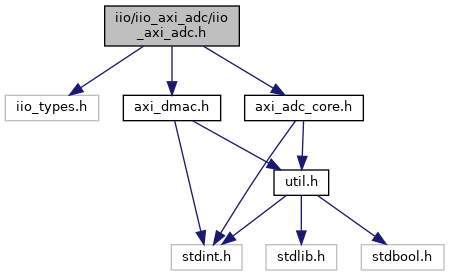 iio/iio_axi_adc/iio
_axi_adc.h
iio_types.h
axi_dmac.h
axi_adc_core.h
util.h
stdint.h
stdlib.h
stdbool.h